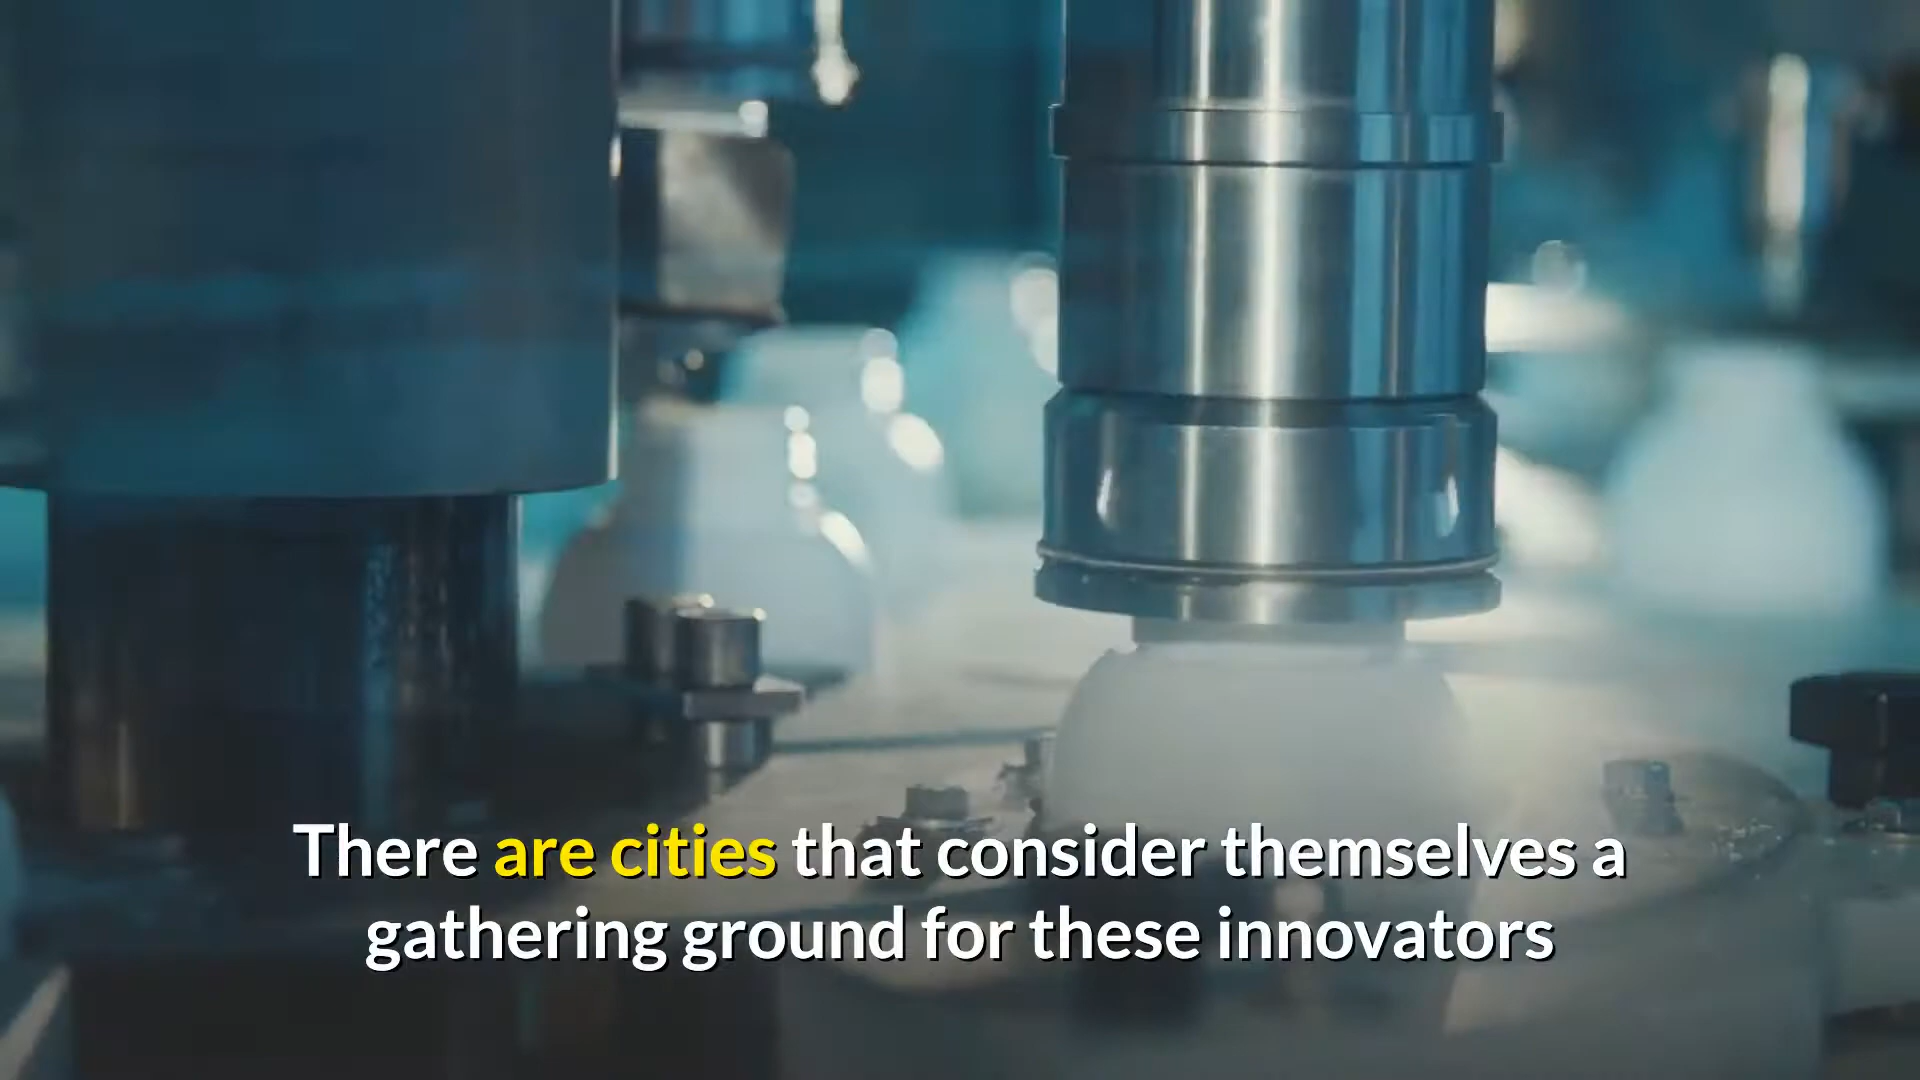 There are cities that consider themselves a
gathering ground for these innovators